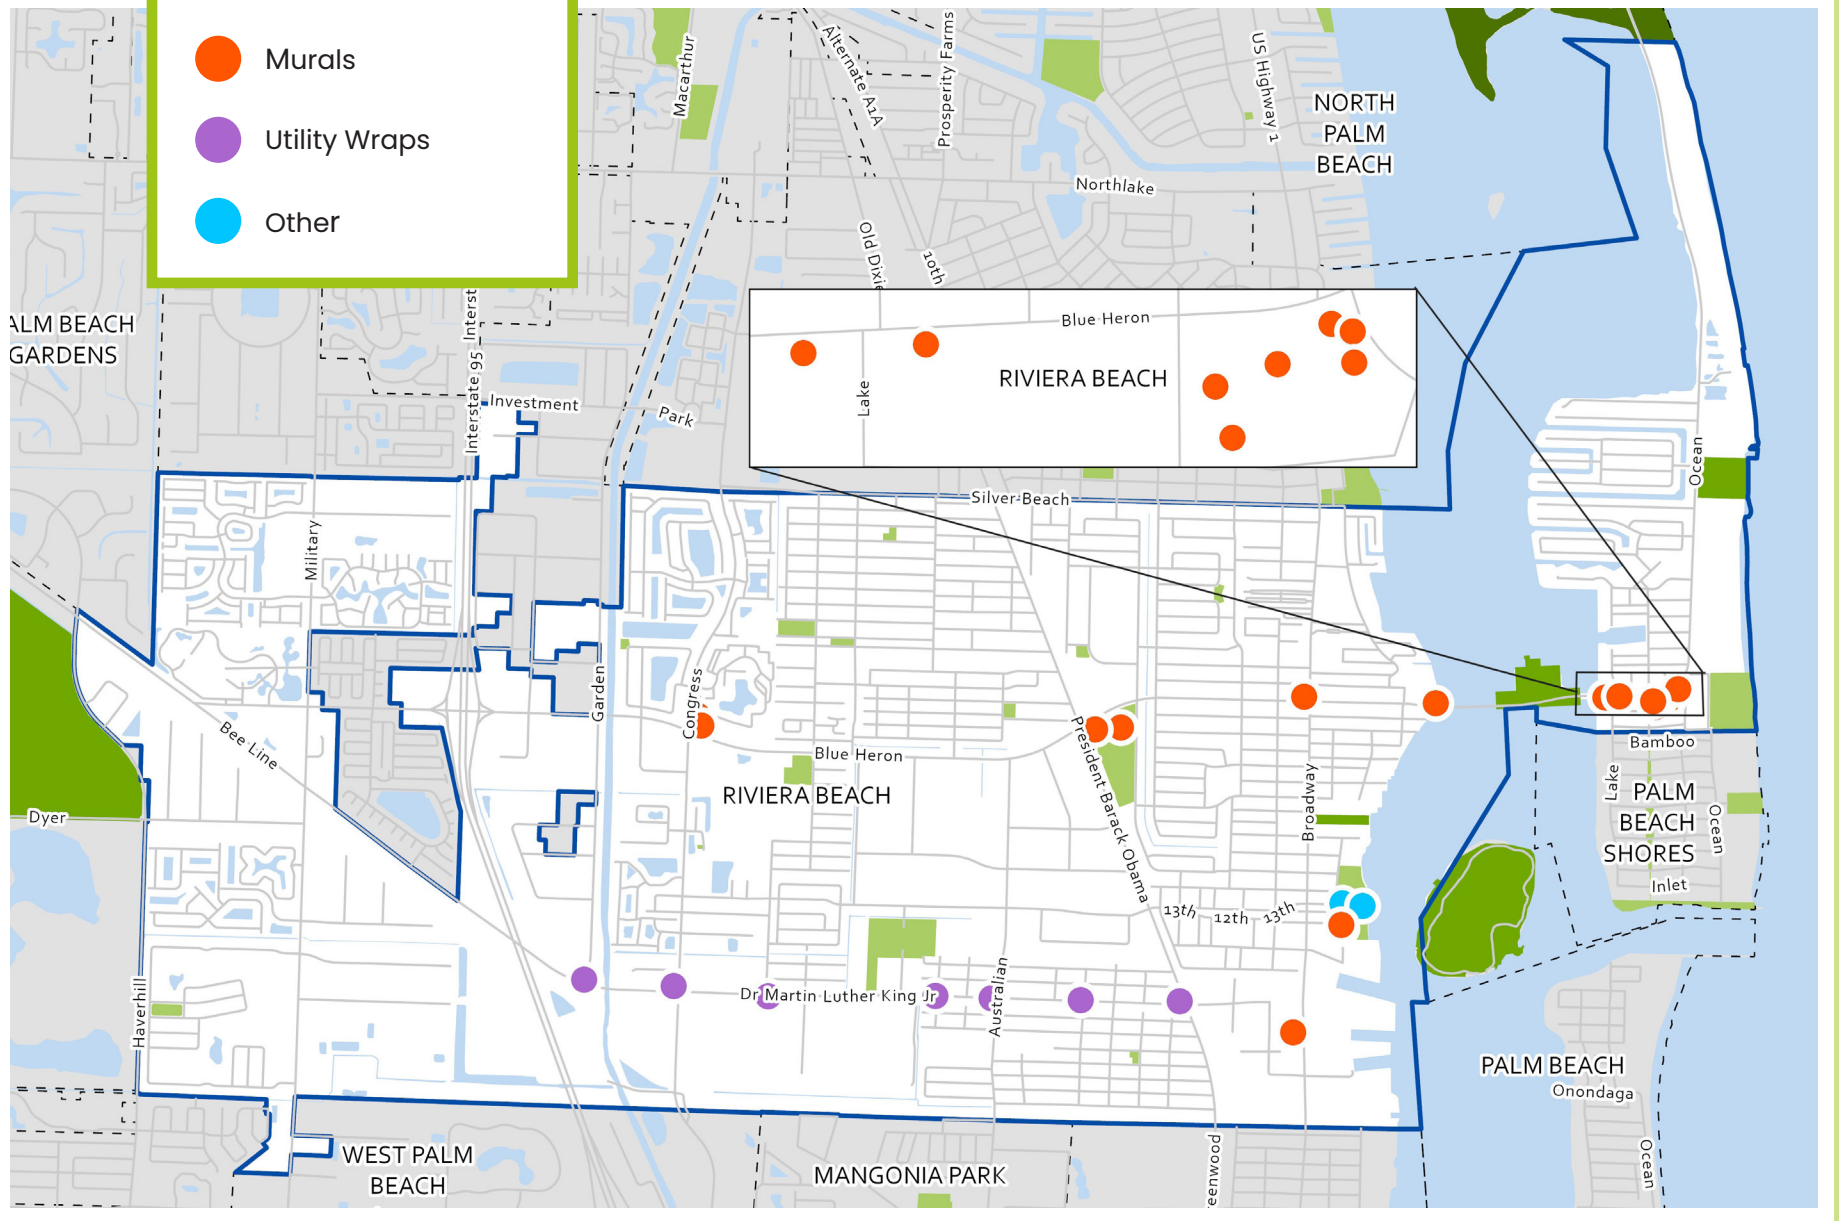 Murals
Utility Wraps
Other
Macarthur
Alternate A1A
Prosperity Farms
US Highway 1
NORTH
PALM
BEACH
Northlake
Old Dixie
10th
ALM BEACH
GARDENS
Interst
Interstate 95
Investment
Park
Blue Heron
RIVIERA BEACH
Lake
Silver Beach
Ocean
Military
Garden
Congress
Bee Line
Blue Heron
RIVIERA BEACH
President Barack Obama
Broadway
Bamboo
Lake
PALM
BEACH
SHORES
Ocean
Inlet
Dyer
13th
12th
13th
Haverhill
Dr Martin Luther King Jr
Australian
PALM BEACH
Onondaga
Ocean
WEST PALM
BEACH
MANGONIA PARK
reenwood